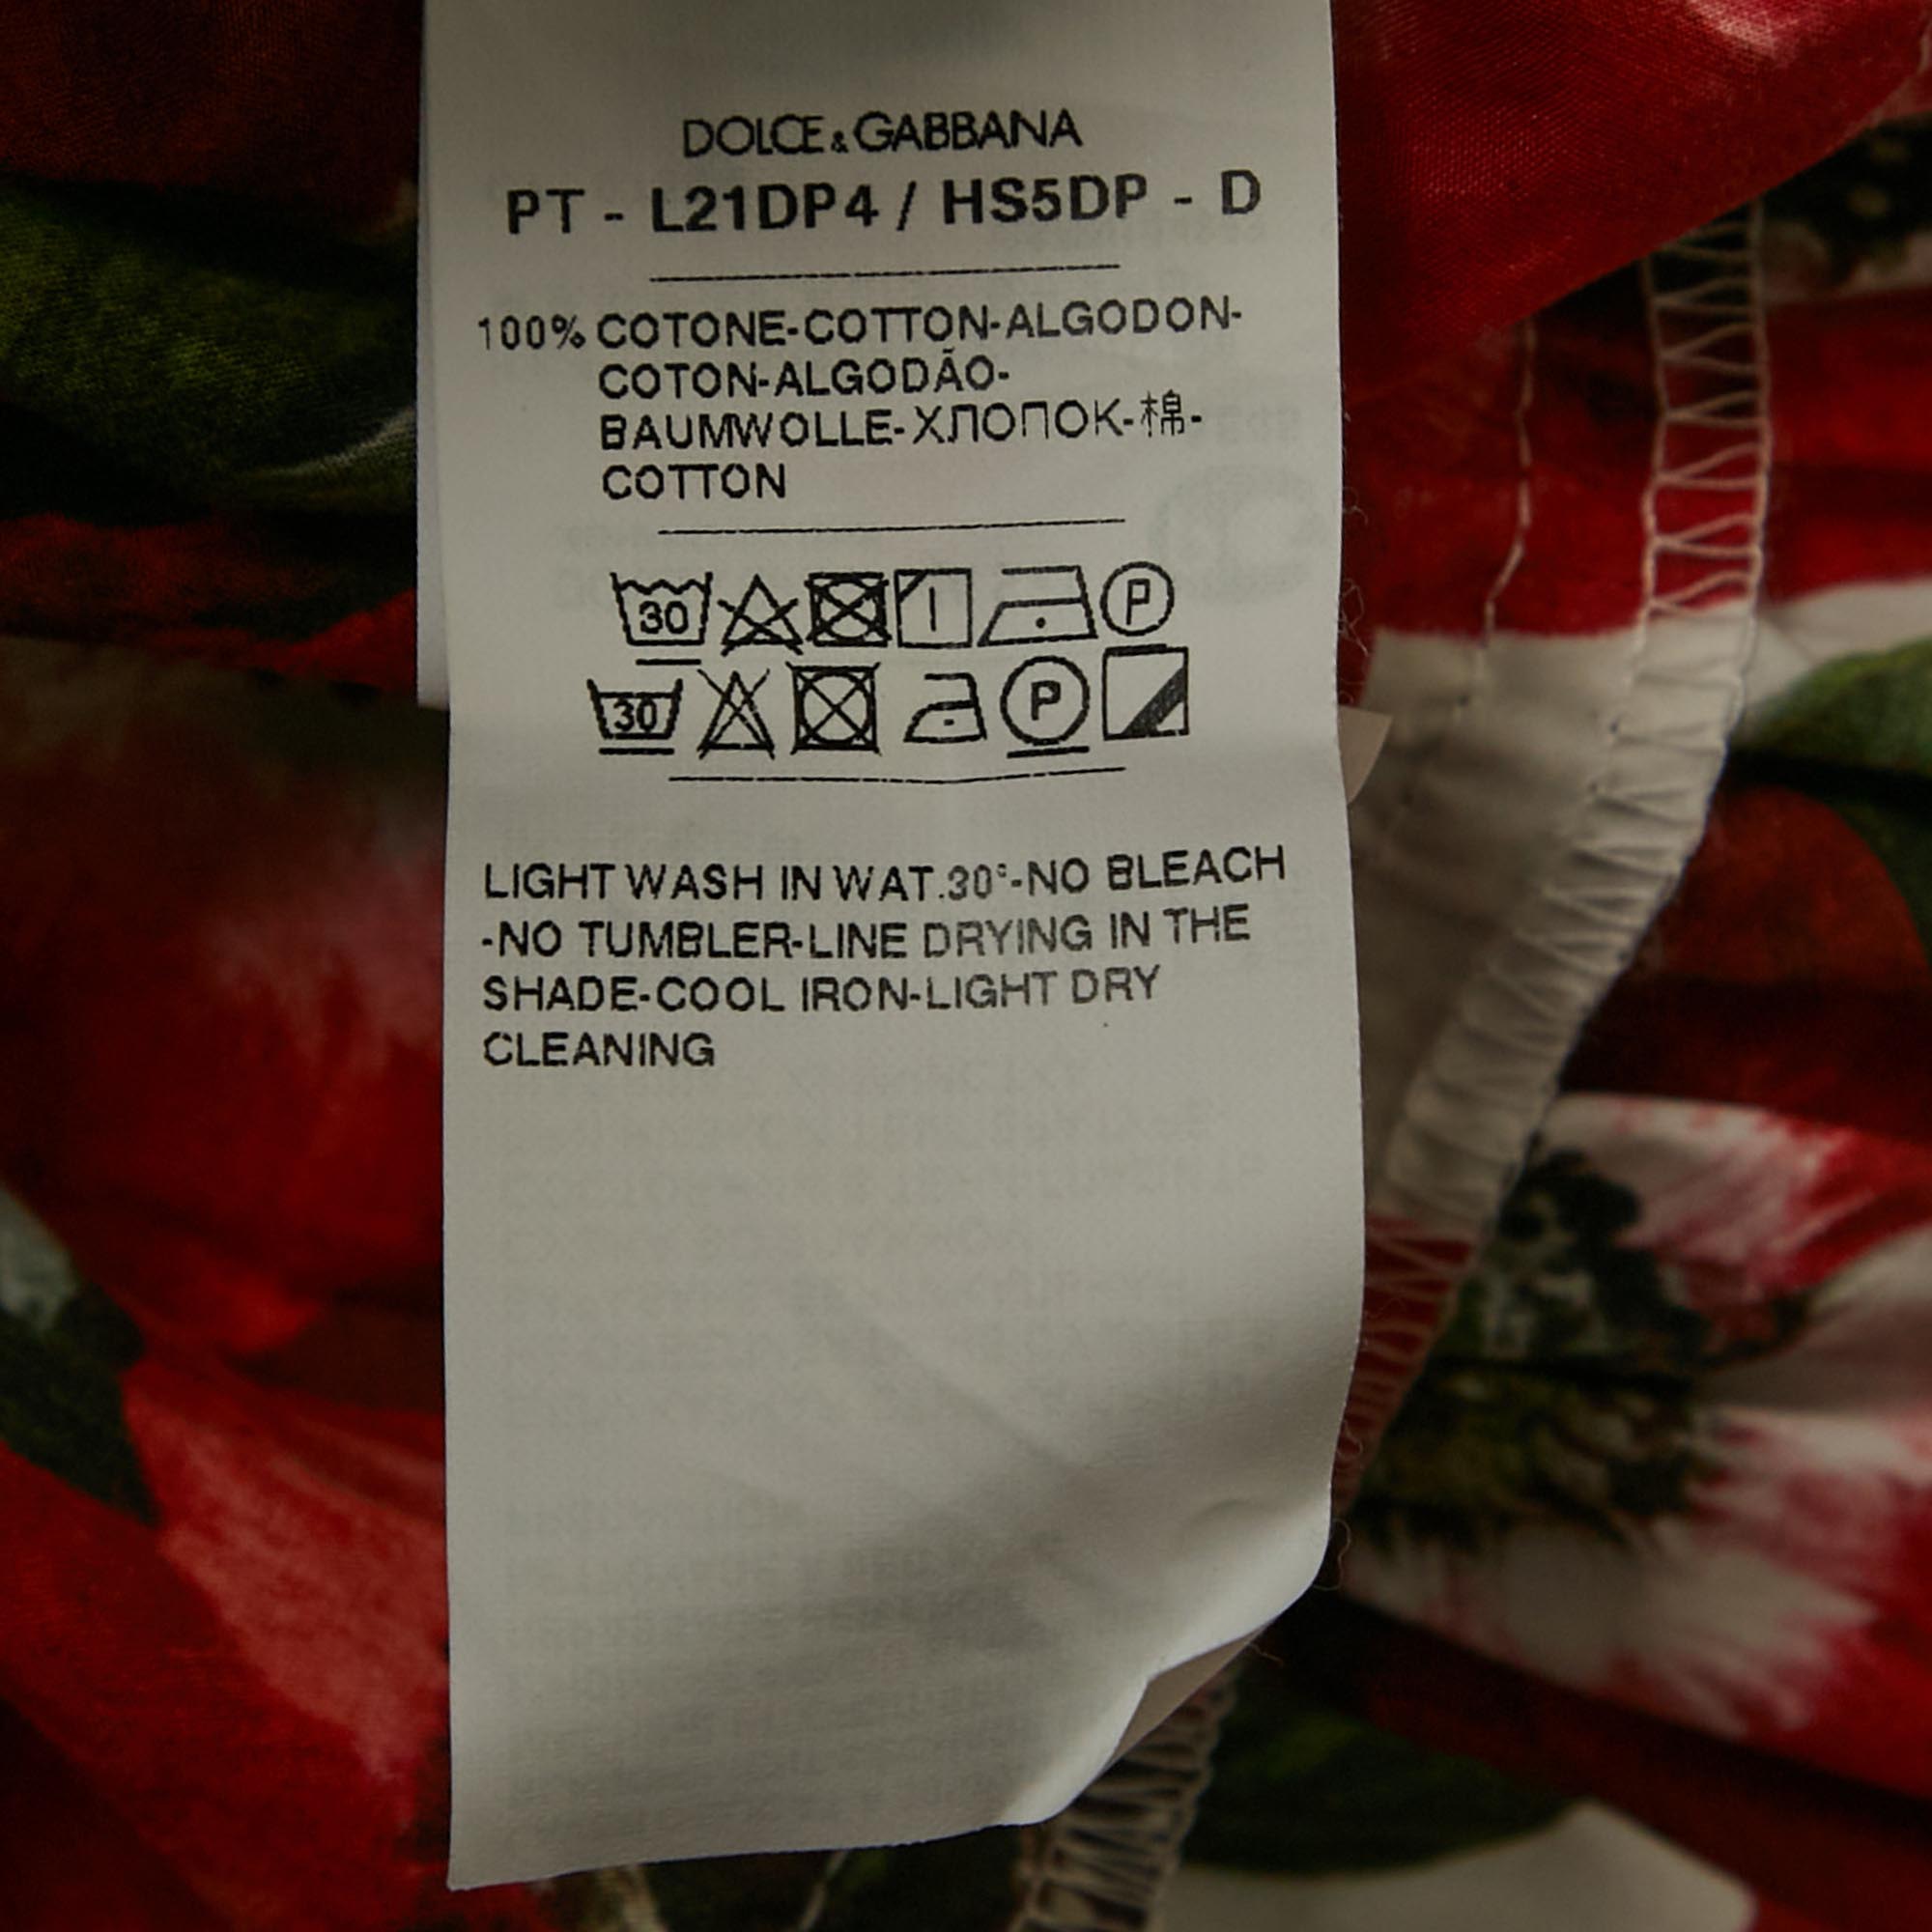 DOLCE & GABBANA
PT - L21DP4 / HS5DP - D
100% COTONE-COTTON-ALGODON-
COTON-ALGODÃO-
BAUMWOLLE-ХЛОПОК-棉-
COTTON
30 P
30 P
LIGHT WASH IN WAT.30°-NO BLEACH
-NO TUMBLER-LINE DRYING IN THE
SHADE-COOL IRON-LIGHT DRY
CLEANING